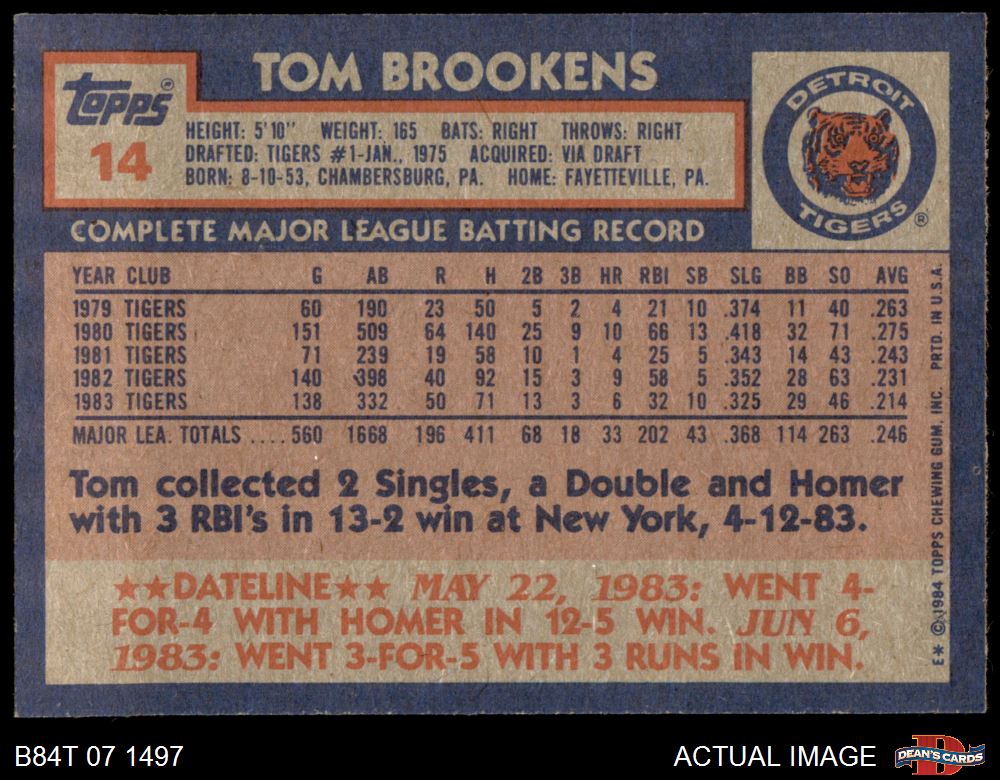 TOM BROOKENS
Topps®
14
HEIGHT: 5'10" WEIGHT: 165 BATS: RIGHT THROWS: RIGHT
DRAFTED: TIGERS #1-JAN., 1975 ACQUIRED: VIA DRAFT
BORN: 8-10-53, CHAMBERSBURG, PA. HOME: FAYETTEVILLE, PA.
DETROIT
TIGERS®
COMPLETE MAJOR LEAGUE BATTING RECORD
YEAR CLUB G AB R H 2B 3B HR RBI SB SLG BB SO AVG
1979 TIGERS 60 190 23 50 5 2 4 21 10 .374 11 40 .263
1980 TIGERS 151 509 64 140 25 9 10 66 13 .418 32 71 .275
1981 TIGERS 71 239 19 58 10 1 4 25 5 .343 14 43 .243
1982 TIGERS 140 398 40 92 15 3 9 58 5 .352 28 63 .231
1983 TIGERS 138 332 50 71 13 3 6 32 10 .325 29 46 .214
MAJOR LEA. TOTALS ....560 1668 196 411 68 18 33 202 43 .368 114 263 .246
Tom collected 2 Singles, a Double and Homer
with 3 RBI's in 13-2 win at New York, 4-12-83.
★★DATELINE★★ MAY 22, 1983: WENT 4-
FOR-4 WITH HOMER IN 12-5 WIN. JUN 6,
1983: WENT 3-FOR-5 WITH 3 RUNS IN WIN.
E* ©1984 TOPPS CHEWING GUM, INC. PRTD. IN U.S.A.
B84T 07 1497
ACTUAL IMAGE
D
DEAN'S CARDS